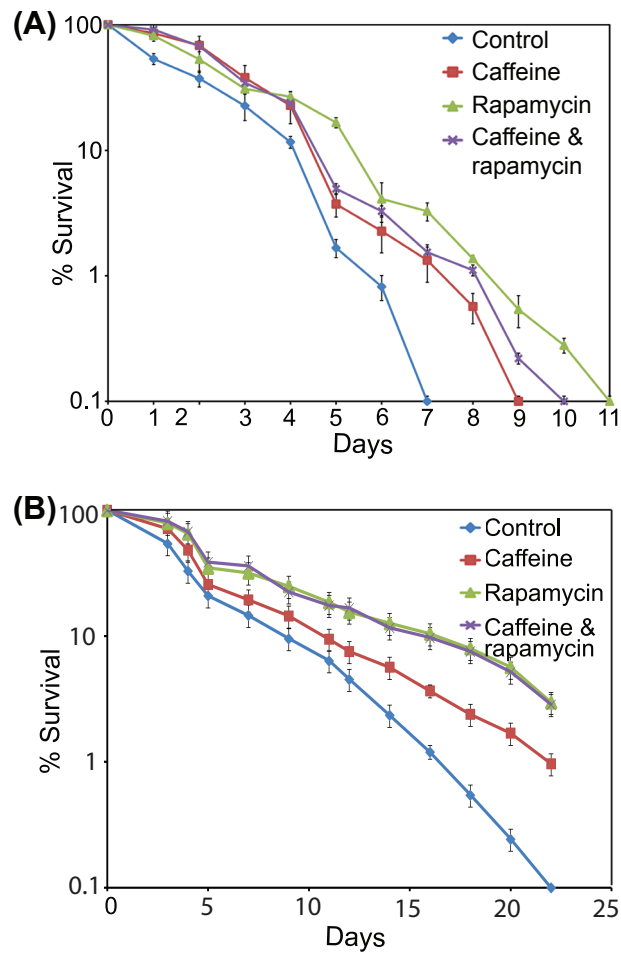 (A)
100
10
1
0.1
% Survival
Control
Caffeine
Rapamycin
Caffeine &
rapamycin
0 1 2 3 4 5 6 7 8 9 10 11
Days
(B)
100
10
1
0.1
% Survival
Control
Caffeine
Rapamycin
Caffeine &
rapamycin
0 5 10 15 20 25
Days